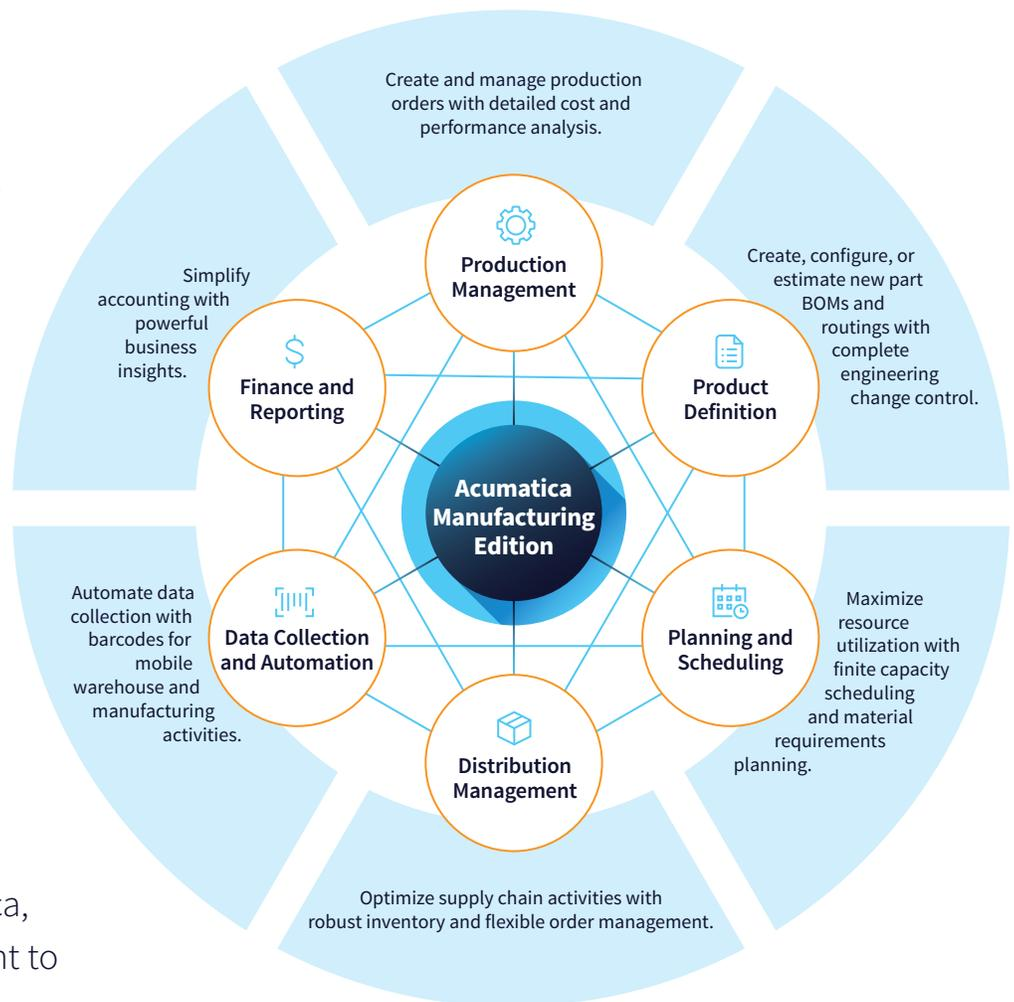 Create and manage production
orders with detailed cost and
performance analysis.
Production
Management
Create, configure, or
estimate new part
BOMs and
routings with
complete
engineering
change control.
Product
Definition
Simplify
accounting with
powerful
business
insights.
Finance and
Reporting
Acumatica
Manufacturing
Edition
Automate data
collection with
barcodes for
mobile
warehouse and
manufacturing
activities.
Data Collection
and Automation
Planning and
Scheduling
Maximize
resource
utilization with
finite capacity
scheduling
and material
requirements
planning.
Distribution
Management
Optimize supply chain activities with
robust inventory and flexible order management.
to